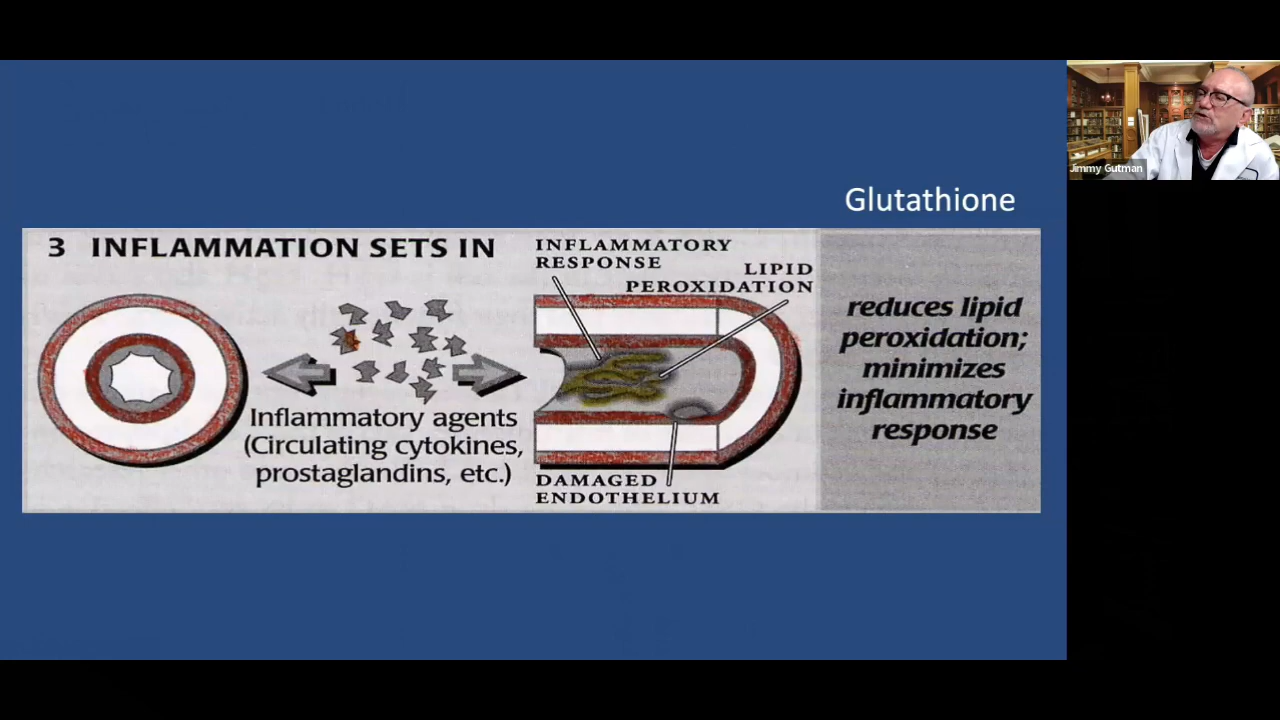 Jimmy Gutman
Glutathione
3 INFLAMMATION SETS IN
INFLAMMATORY
RESPONSE
LIPID
PEROXIDATION
Inflammatory agents
(Circulating cytokines,
prostaglandins, etc.)
DAMAGED
ENDOTHELIUM
reduces lipid
peroxidation;
minimizes
inflammatory
response